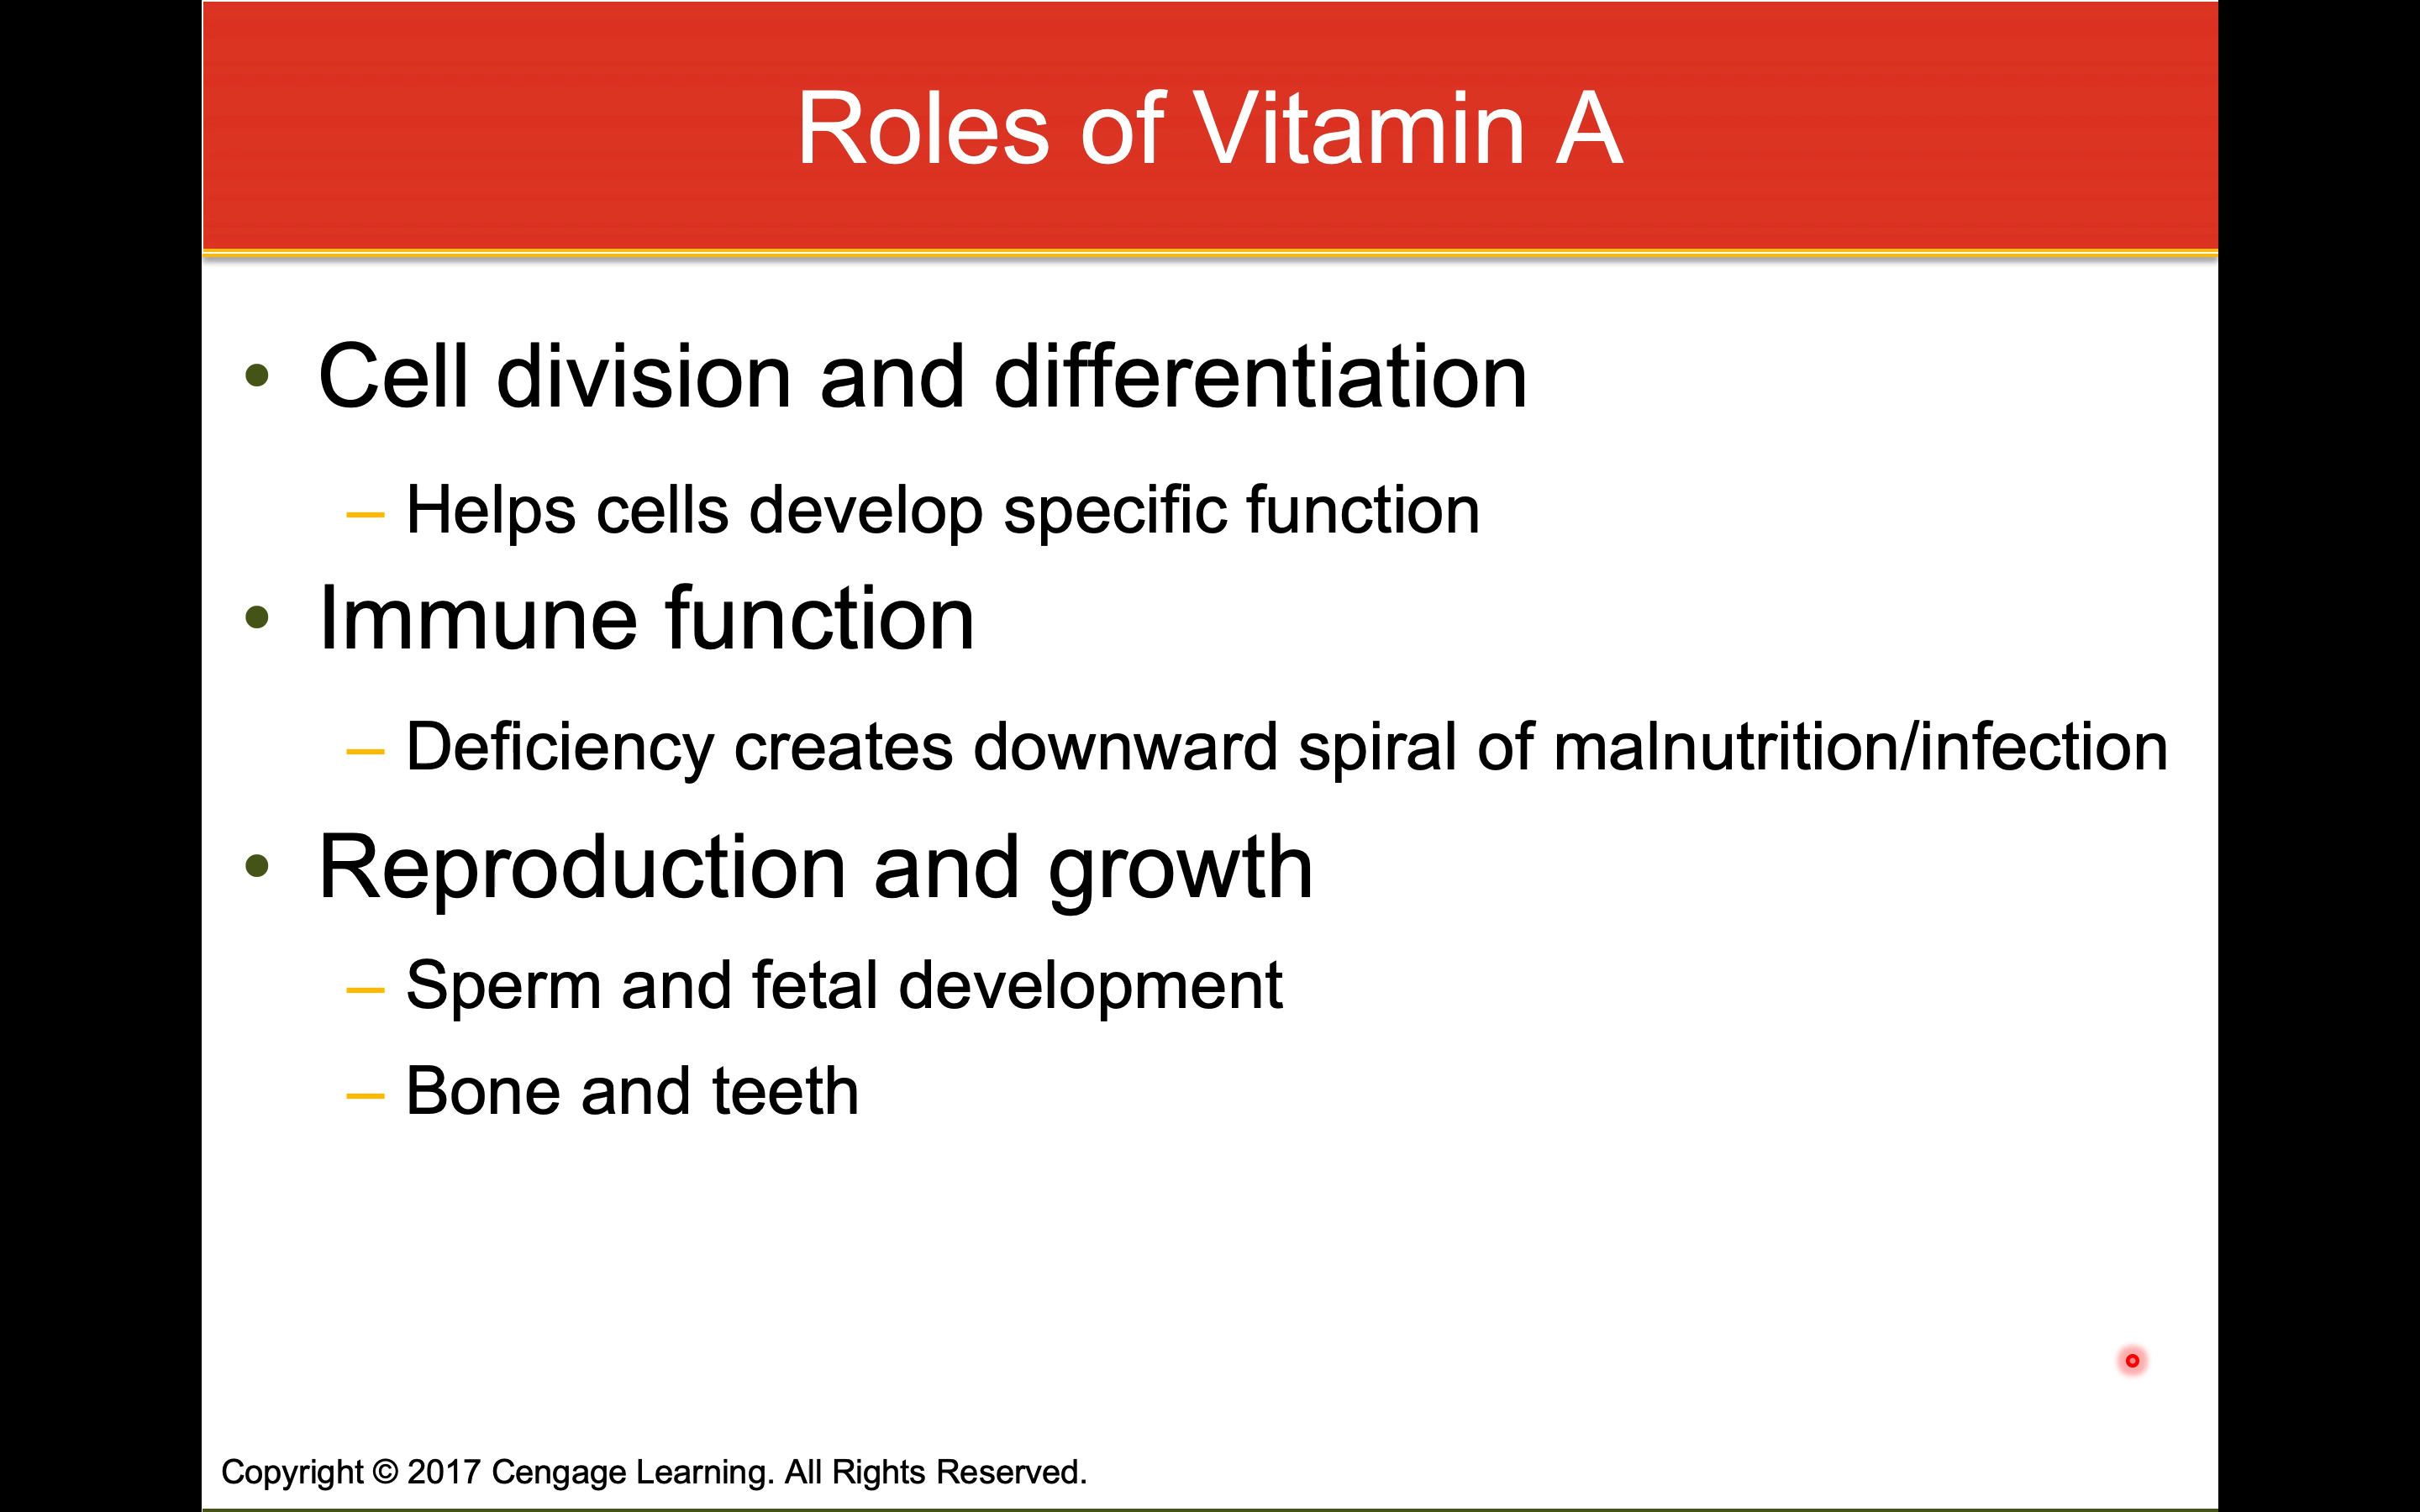 Roles of Vitamin A
• Cell division and differentiation
– Helps cells develop specific function
• Immune function
– Deficiency creates downward spiral of malnutrition/infection
• Reproduction and growth
– Sperm and fetal development
– Bone and teeth
Copyright © 2017 Cengage Learning. All Rights Reserved.